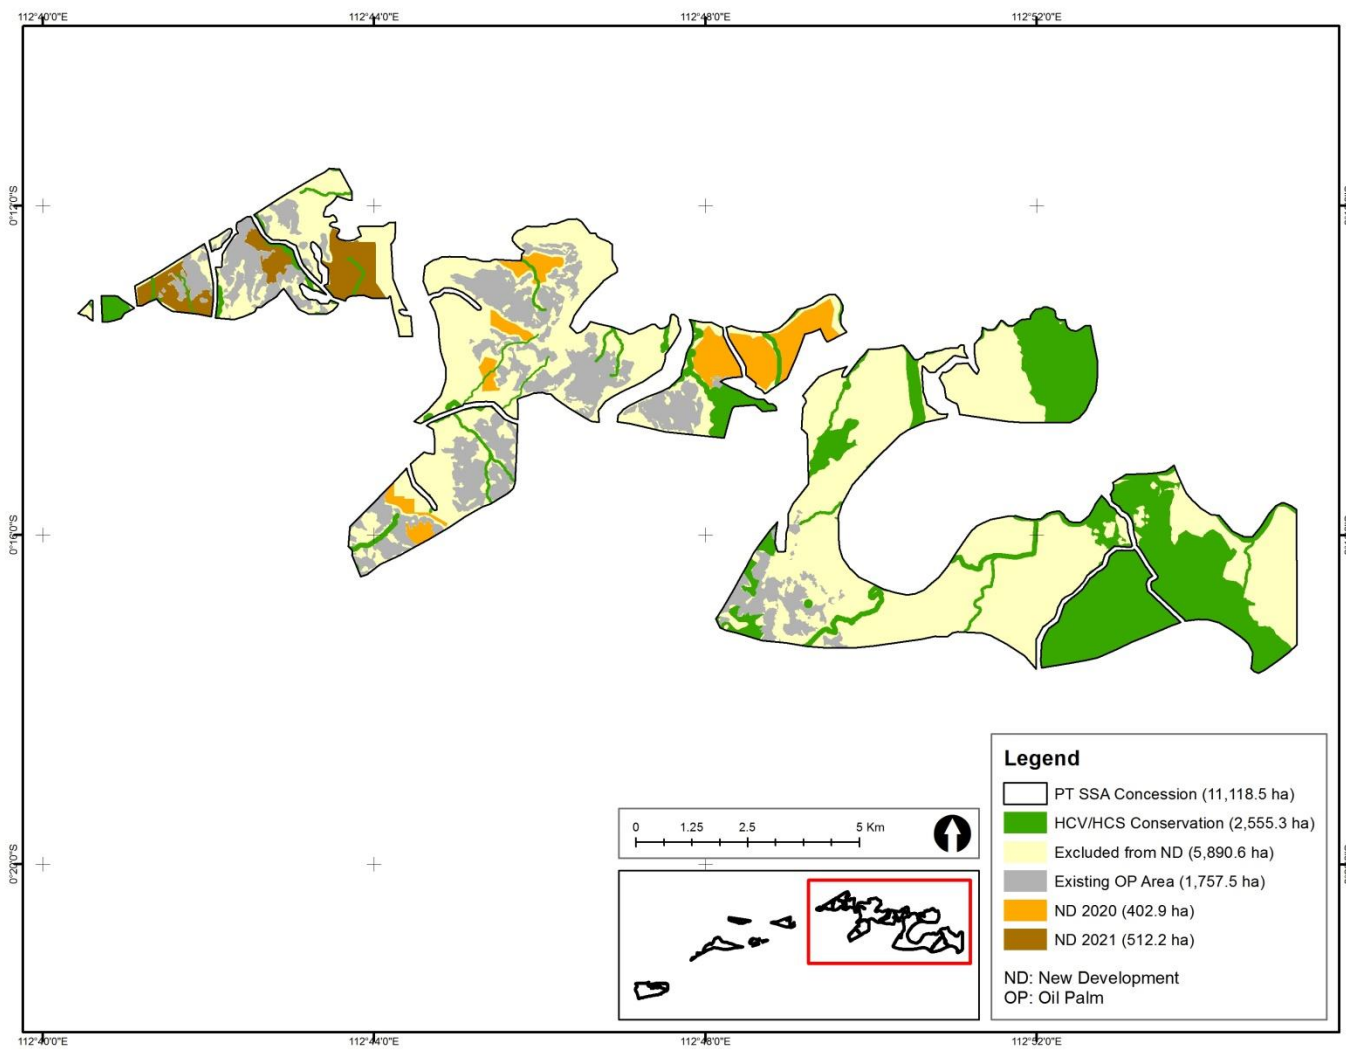 112°40'0"E 112°44'0"E 112°48'0"E 112°52'0"E
0°12'0"S
0°16'0"S
0°20'0"S
Legend
PT SSA Concession (11,118.5 ha)
HCV/HCS Conservation (2,555.3 ha)
Excluded from ND (5,890.6 ha)
Existing OP Area (1,757.5 ha)
ND 2020 (402.9 ha)
ND 2021 (512.2 ha)
ND: New Development
OP: Oil Palm
0 1.25 2.5 5 Km
112°40'0"E 112°44'0"E 112°48'0"E 112°52'0"E